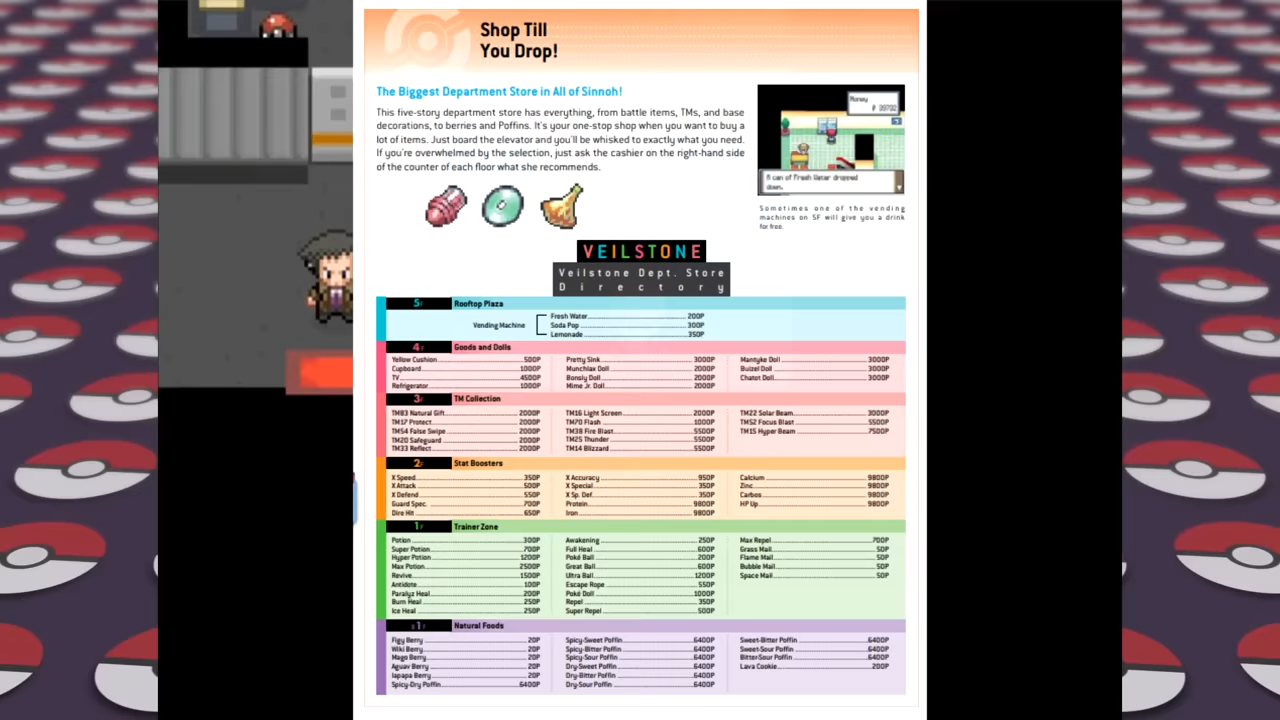 Shop Till
You Drop!
The Biggest Department Store in All of Sinnoh!
This five-story department store has everything, from battle items, TMs, and base
decorations, to berries and Poffins. It's your one-stop shop when you want to buy a
lot of items. Just board the elevator and you'll be whisked to exactly what you need.
If you're overwhelmed by the selection, just ask the cashier on the right-hand side
of the counter of each floor what she recommends.
Money
A can of Fresh Water dropped
down.
Sometimes one of the vending
machines on 5F will give you a drink
for free.
VEILSTONE
Veilstone Dept. Store
Directory
5F Rooftop Plaza
Vending Machine
Fresh Water 200P
Soda Pop 300P
Lemonade 350P
4F Goods and Dolls
Yellow Cushion 500P
Cupboard 1000P
TV 4500P
Refrigerator 1000P
Pretty Sink 3000P
Munchlax Doll 2000P
Bonsly Doll 2000P
Mime Jr. Doll 2000P
Mantyke Doll 3000P
Buizel Doll 3000P
Chatot Doll 3000P
3F TM Collection
TM83 Natural Gift 2000P
TM17 Protect 2000P
TM54 False Swipe 2000P
TM20 Safeguard 2000P
TM33 Reflect 2000P
TM16 Light Screen 2000P
TM70 Flash 1000P
TM38 Fire Blast 5500P
TM25 Thunder 5500P
TM14 Blizzard 5500P
TM22 Solar Beam 3000P
TM52 Focus Blast 5500P
TM15 Hyper Beam 7500P
2F Stat Boosters
X Speed 350P
X Attack 500P
X Defend 550P
Guard Spec. 700P
Dire Hit 650P
X Accuracy 950P
X Special 350P
X Sp. Def. 350P
Protein 9800P
Iron 9800P
Calcium 9800P
Zinc 9800P
Carbos 9800P
HP Up 9800P
1F Trainer Zone
Potion 300P
Super Potion 700P
Hyper Potion 1200P
Max Potion 2500P
Revive 1500P
Antidote 100P
Paralyz Heal 200P
Burn Heal 250P
Ice Heal 250P
Awakening 250P
Full Heal 600P
Poké Ball 200P
Great Ball 600P
Ultra Ball 1200P
Escape Rope 550P
Poké Doll 1000P
Repel 350P
Super Repel 500P
Max Repel 700P
Grass Mail 50P
Flame Mail 50P
Bubble Mail 50P
Space Mail 50P
B1F Natural Foods
Figy Berry 20P
Wiki Berry 20P
Mago Berry 20P
Aguav Berry 20P
Iapapa Berry 20P
Spicy-Dry Poffin 6400P
Spicy-Sweet Poffin 6400P
Spicy-Bitter Poffin 6400P
Spicy-Sour Poffin 6400P
Dry-Sweet Poffin 6400P
Dry-Bitter Poffin 6400P
Dry-Sour Poffin 6400P
Sweet-Bitter Poffin 6400P
Sweet-Sour Poffin 6400P
Bitter-Sour Poffin 6400P
Lava Cookie 200P